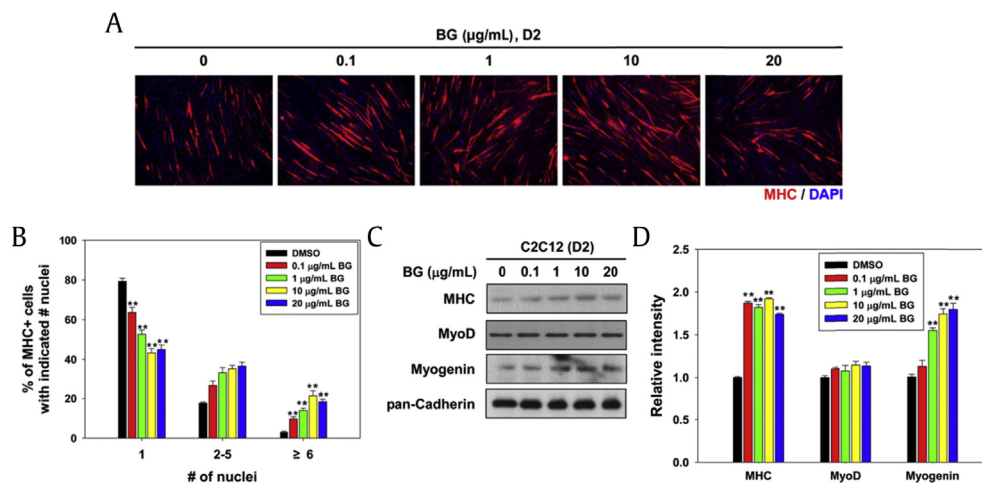 A
BG (µg/mL), D2
0 0.1 1 10 20
MHC / DAPI
B
% of MHC+ cells
with indicated # nuclei
100
80
60
40
20
0
DMSO
0.1 µg/mL BG
1 µg/mL BG
10 µg/mL BG
20 µg/mL BG
** ** ** **
** ** ** **
1 2-5 ≥ 6
# of nuclei
C
C2C12 (D2)
BG (µg/mL) 0 0.1 1 10 20
MHC
MyoD
Myogenin
pan-Cadherin
D
Relative intensity
2.5
2.0
1.5
1.0
0.5
0.0
DMSO
0.1 µg/mL BG
1 µg/mL BG
10 µg/mL BG
20 µg/mL BG
** ** ** **
** ** **
MHC MyoD Myogenin